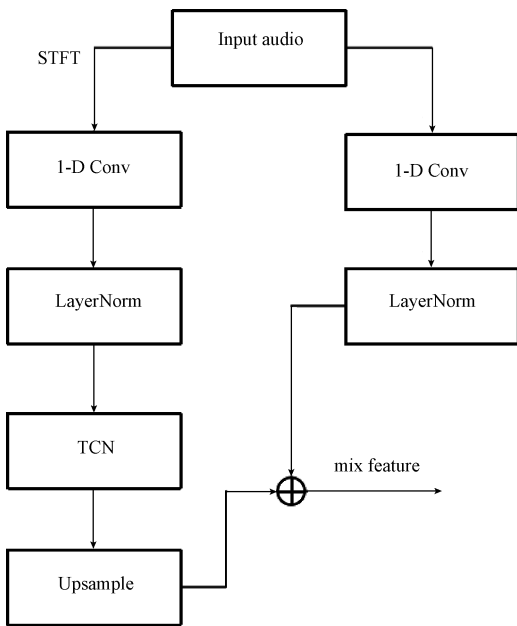 Input audio
STFT
1-D Conv
1-D Conv
LayerNorm
LayerNorm
TCN
mix feature
Upsample